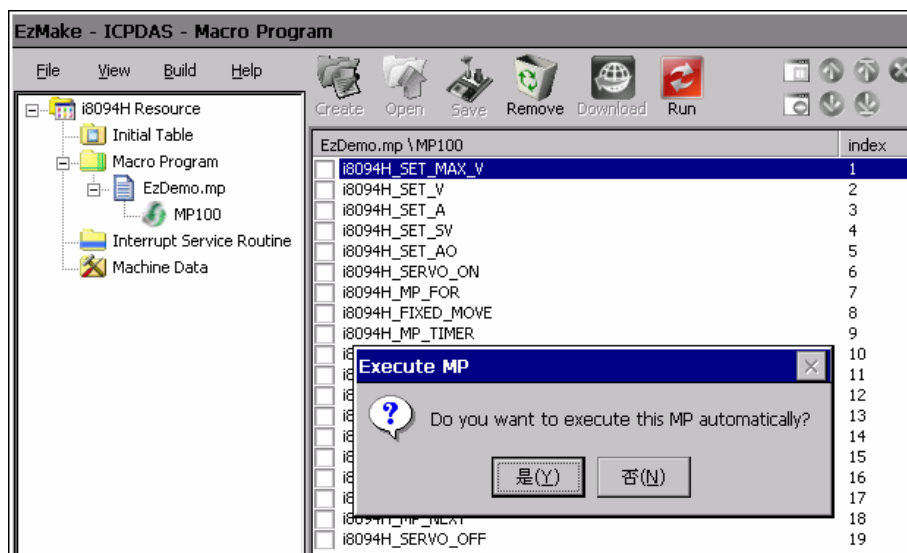 EzMake - ICPDAS - Macro Program
File View Build Help
Create Open Save Remove Download Run
i8094H Resource
Initial Table
Macro Program
EzDemo.mp
MP100
Interrupt Service Routine
Machine Data
EzDemo.mp \ MP100 index
i8094H_SET_MAX_V 1
i8094H_SET_V 2
i8094H_SET_A 3
i8094H_SET_SV 4
i8094H_SET_AO 5
i8094H_SERVO_ON 6
i8094H_MP_FOR 7
i8094H_FIXED_MOVE 8
i8094H_MP_TIMER 9
10
11
12
13
14
15
16
17
i8094H_MP_NEXT 18
i8094H_SERVO_OFF 19
Execute MP
Do you want to execute this MP automatically?
是(Y) 否(N)